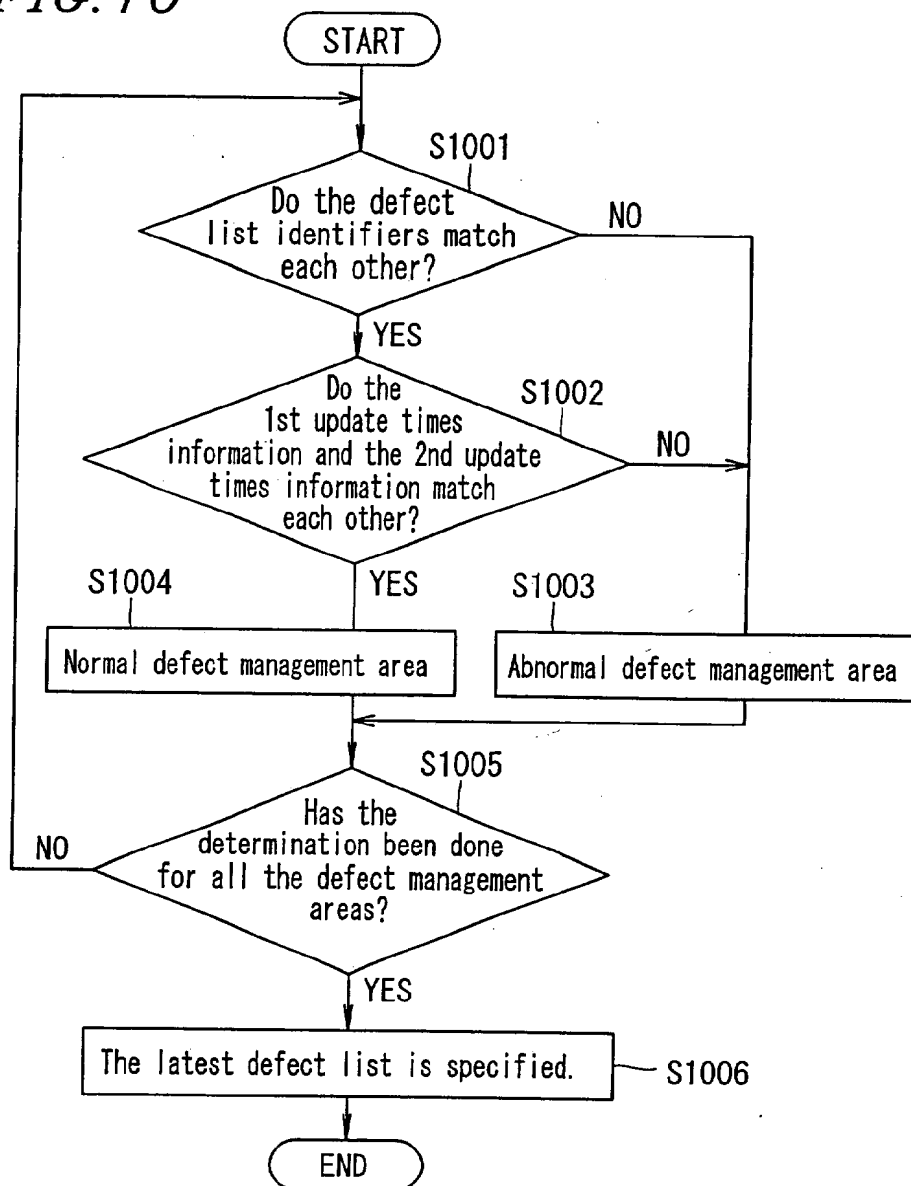 FIG. 10
START
S1001
Do the defect
list identifiers match
each other?
NO
YES
Do the
1st update times
information and the 2nd update
times information match
each other?
S1002
NO
YES
S1004
S1003
Normal defect management area
Abnormal defect management area
S1005
Has the
determination been done
for all the defect management
areas?
NO
YES
The latest defect list is specified.
S1006
END